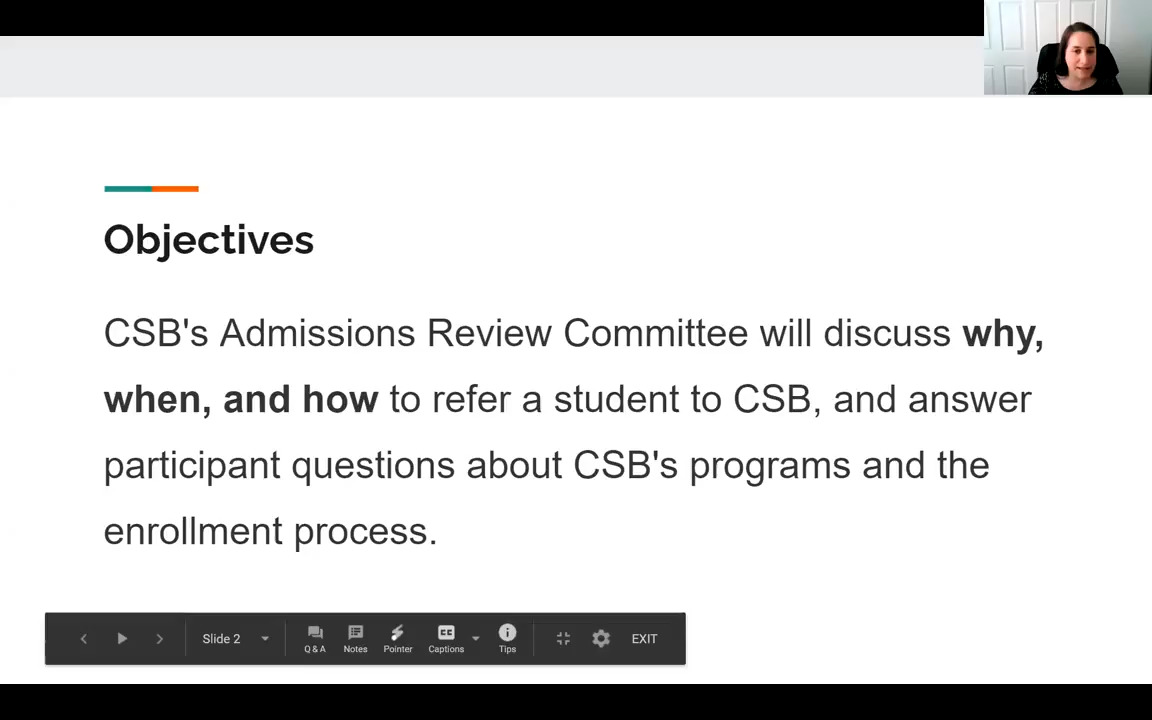 Objectives
CSB's Admissions Review Committee will discuss why,
when, and how to refer a student to CSB, and answer
participant questions about CSB's programs and the
enrollment process.
Slide 2
Q & A
Notes
Pointer
CC
Captions
Tips
EXIT